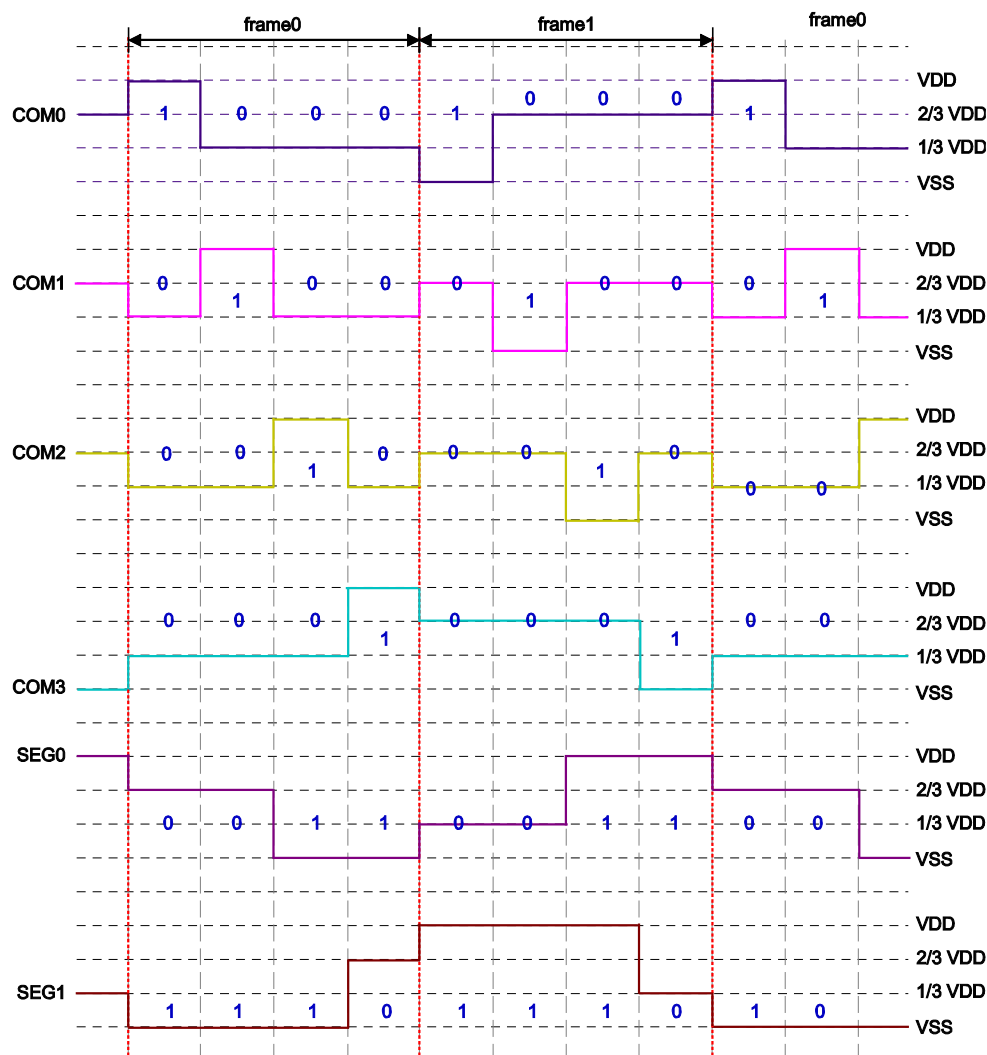 frame0 frame1 frame0
VDD
COM0 1 0 0 0 1 0 0 0 1 2/3 VDD
1/3 VDD
VSS
VDD
COM1 0 1 0 0 0 1 0 0 0 1 2/3 VDD
1/3 VDD
VSS
VDD
COM2 0 0 1 0 0 0 1 0 0 0 2/3 VDD
1/3 VDD
VSS
VDD
0 0 0 1 0 0 0 1 0 0 2/3 VDD
1/3 VDD
COM3 VSS
SEG0 VDD
2/3 VDD
0 0 1 1 0 0 1 1 0 0 1/3 VDD
VSS
VDD
2/3 VDD
SEG1 1/3 VDD
1 1 1 0 1 1 1 0 1 0 VSS